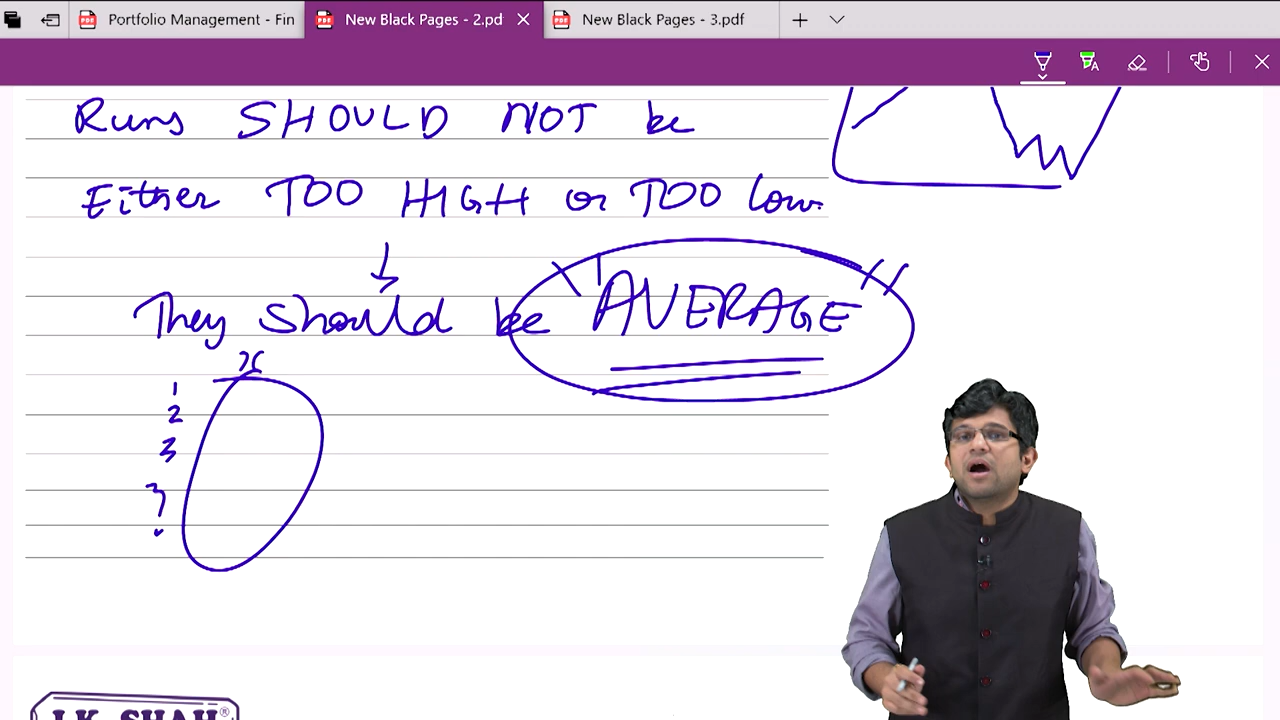 Portfolio Management - Fin
New Black Pages - 2.pd
New Black Pages - 3.pdf
Runs SHOULD NOT be
Either TOO HIGH or TOO Low.
They should be "AVERAGE"
x
1
2
3
?
J.K. SHAH®